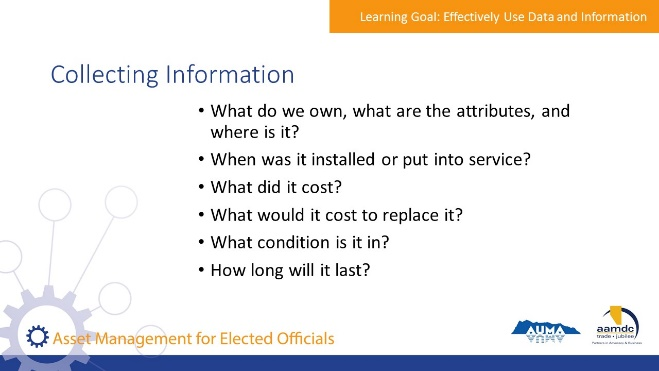 Learning Goal: Effectively Use Data and Information
Collecting Information
• What do we own, what are the attributes, and
where is it?
• When was it installed or put into service?
• What did it cost?
• What would it cost to replace it?
• What condition is it in?
• How long will it last?
Asset Management for Elected Officials
AUMA
aamdc
trade • jubilee